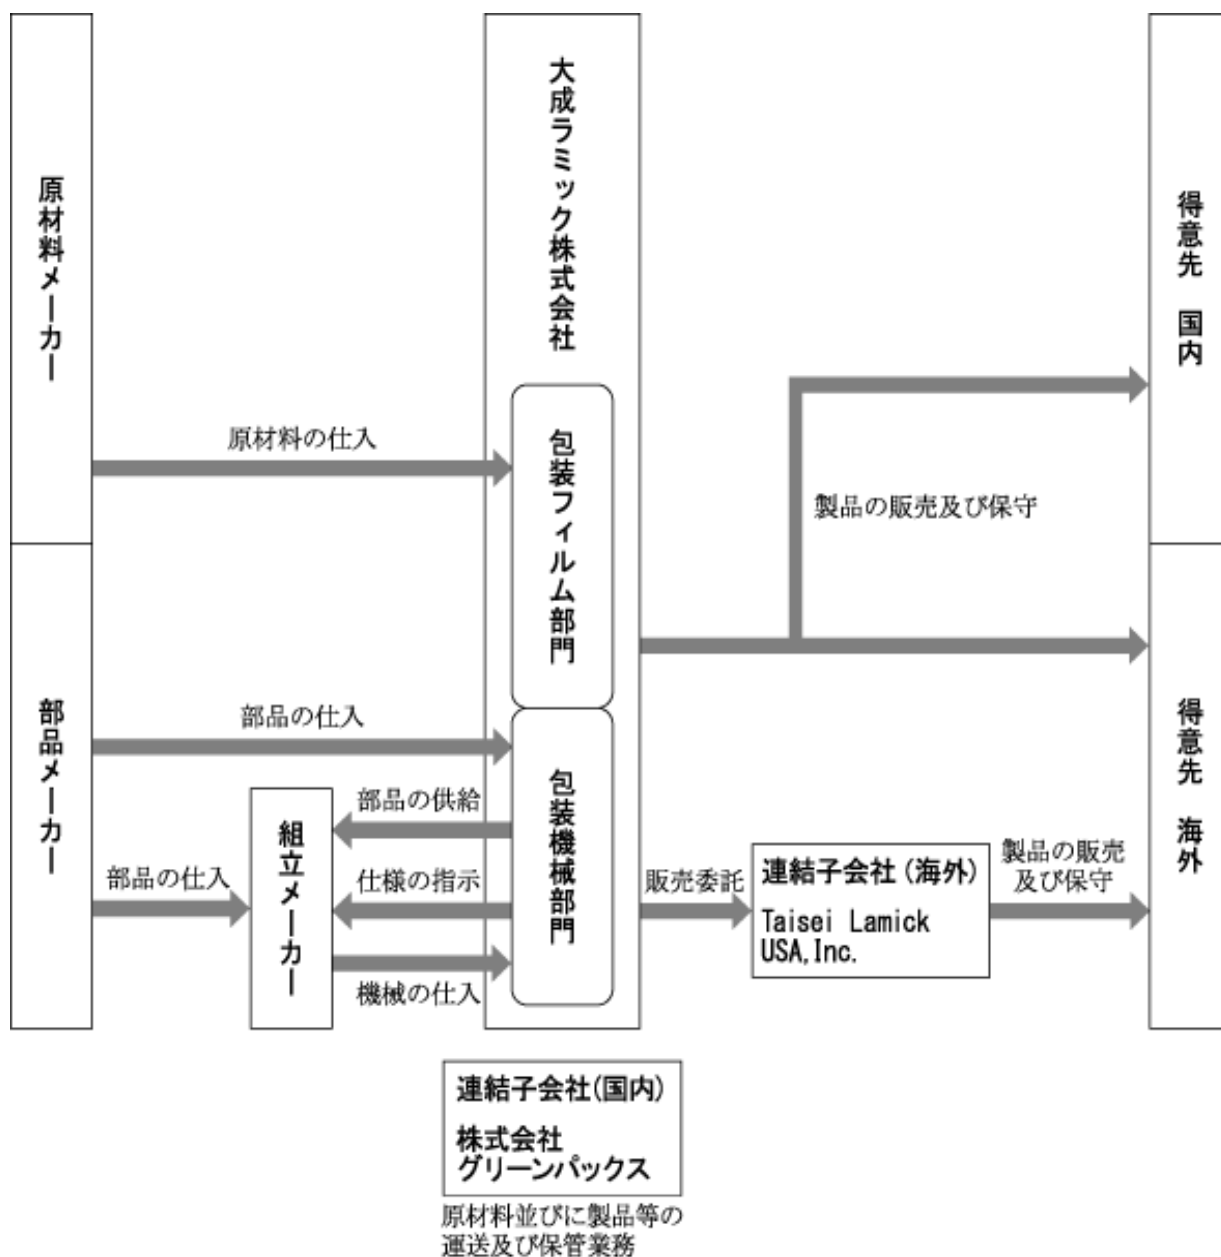 原材料メーカー
部品メーカー
原材料の仕入
部品の仕入
部品の仕入
組立メーカー
部品の供給
仕様の指示
機械の仕入
大成ラミック株式会社
包装フィルム部門
包装機械部門
製品の販売及び保守
販売委託
連結子会社(海外)
Taisei Lamick
USA,Inc.
製品の販売
及び保守
得意先 国内
得意先 海外
連結子会社(国内)
株式会社
グリーンパックス
原材料並びに製品等の
運送及び保管業務